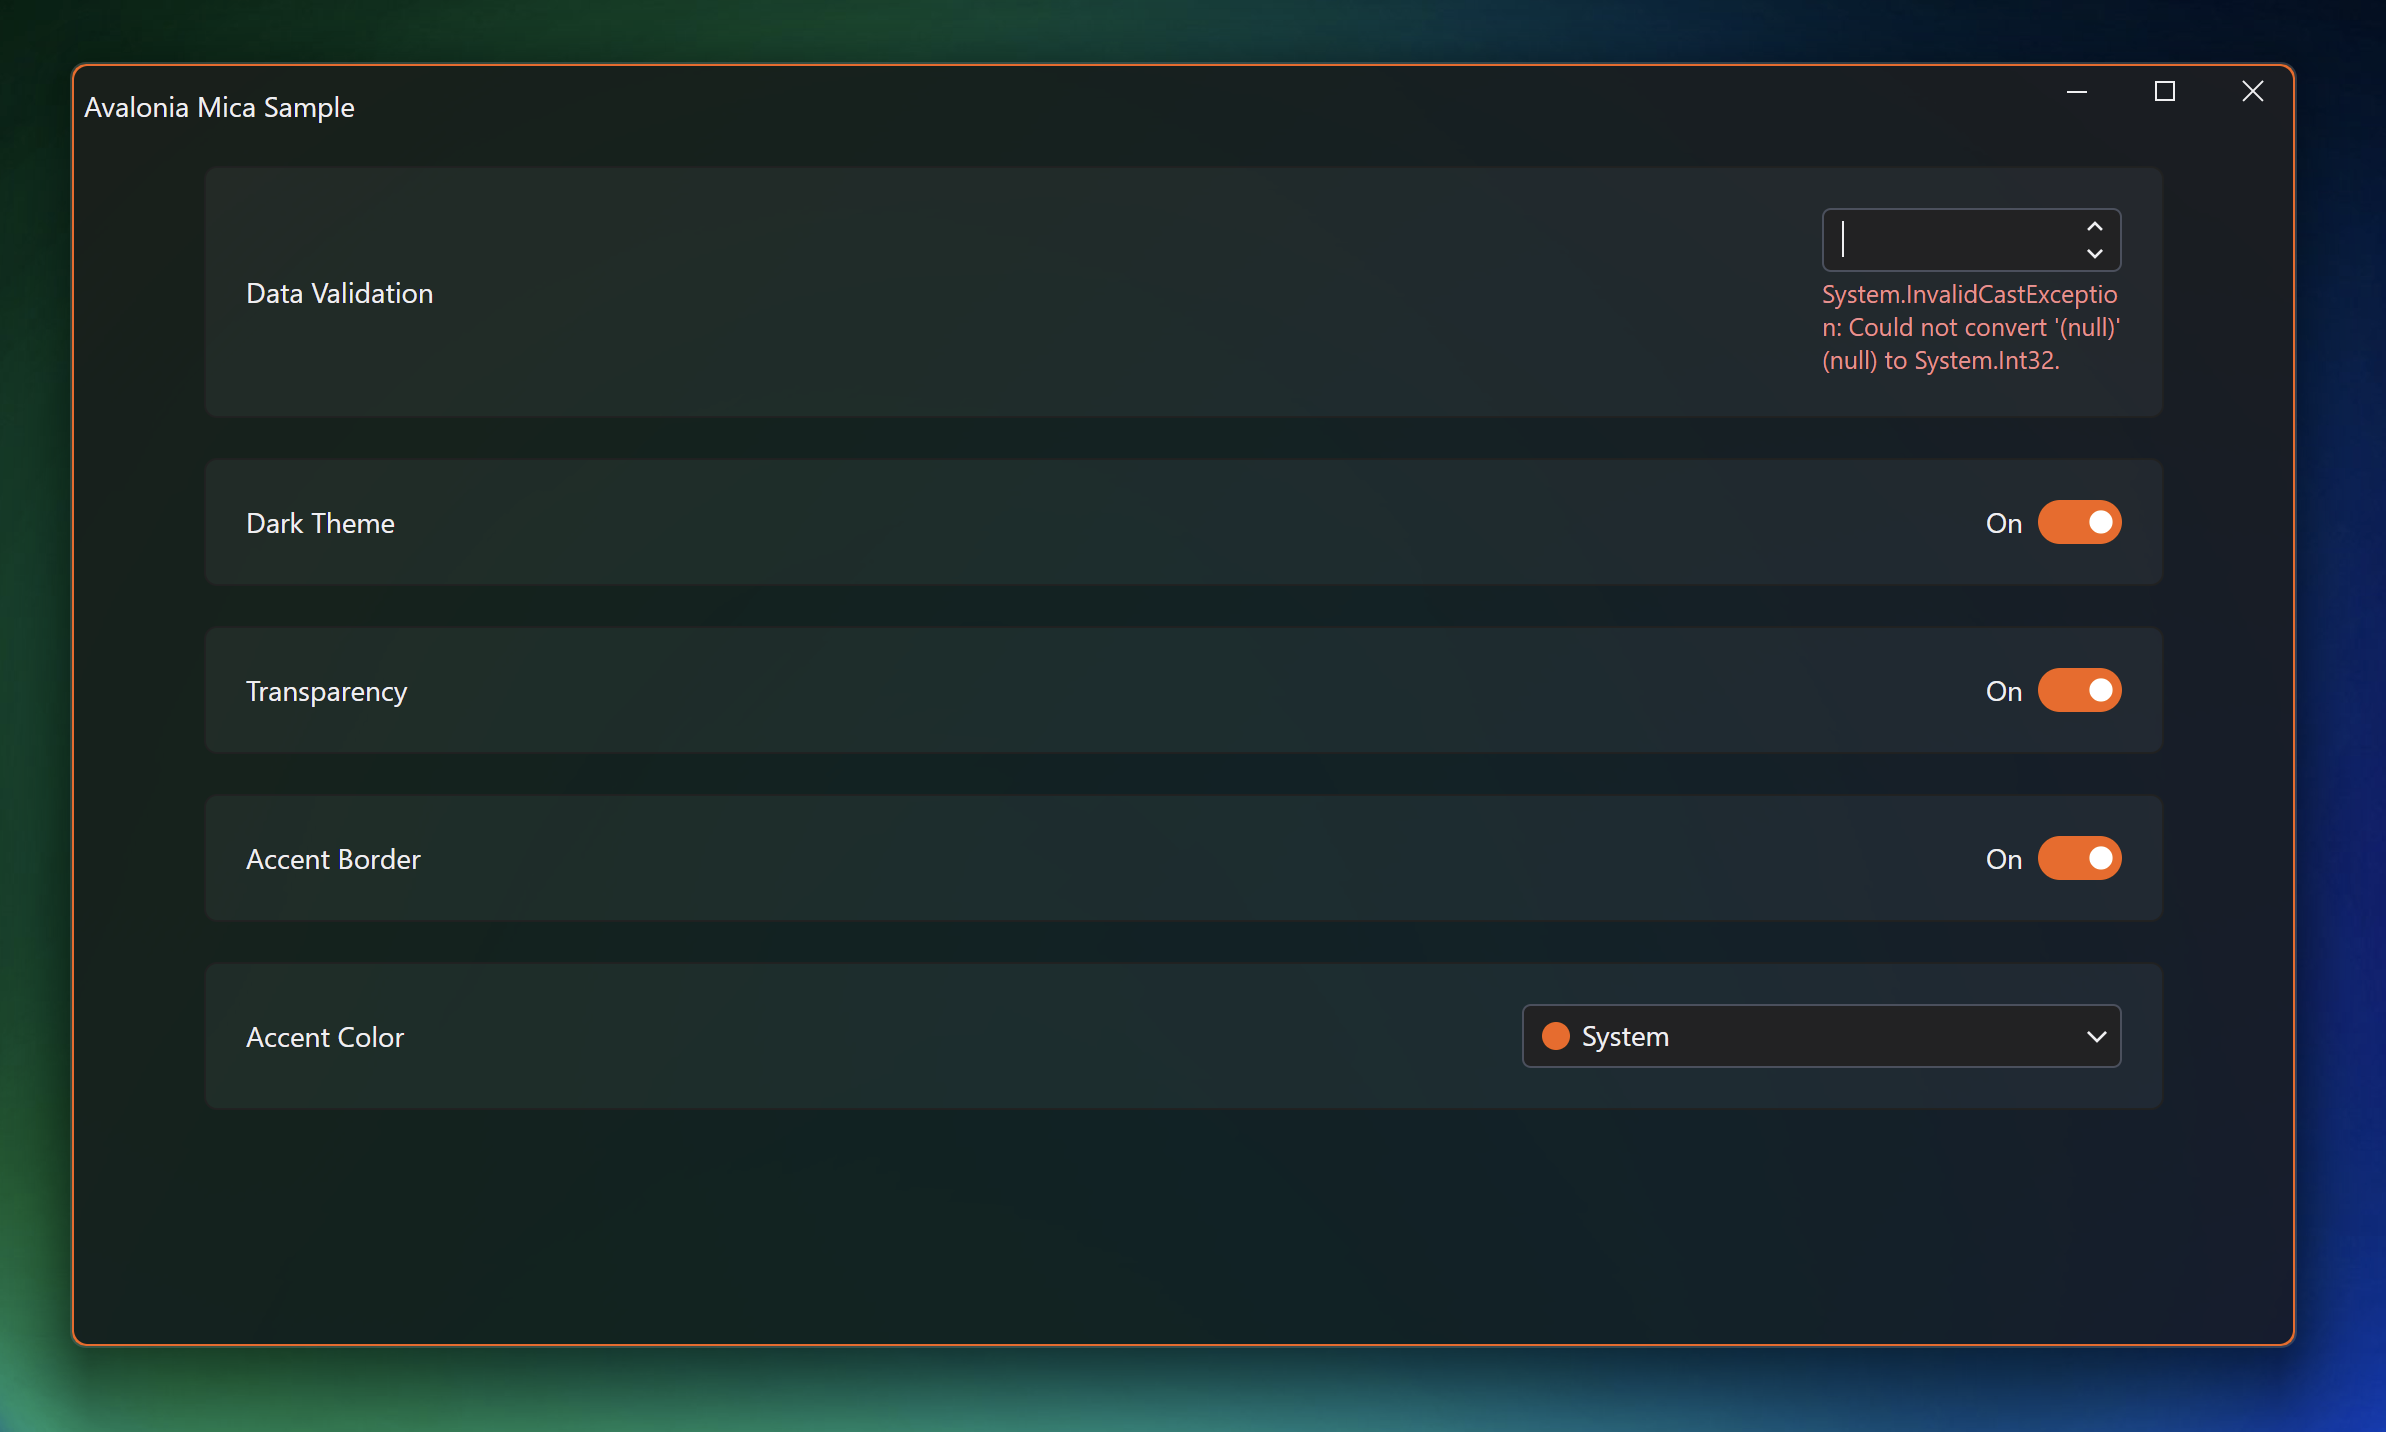 Avalonia Mica Sample
Data Validation
System.InvalidCastExceptio
n: Could not convert '(null)'
(null) to System.Int32.
Dark Theme
On
Transparency
On
Accent Border
On
Accent Color
System